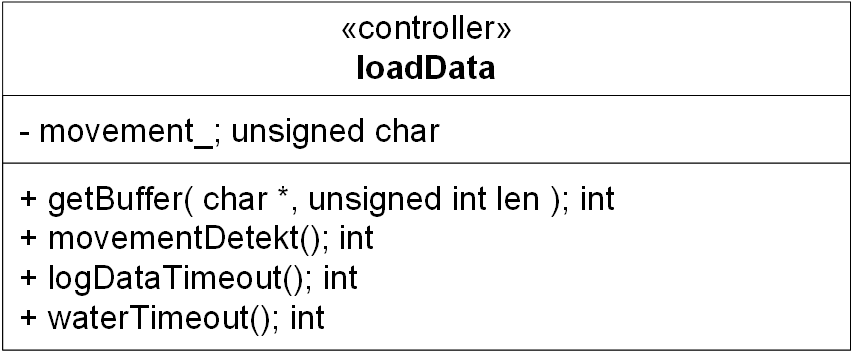 «controller»
loadData
- movement_; unsigned char
+ getBuffer( char *, unsigned int len ); int
+ movementDetekt(); int
+ logDataTimeout(); int
+ waterTimeout(); int